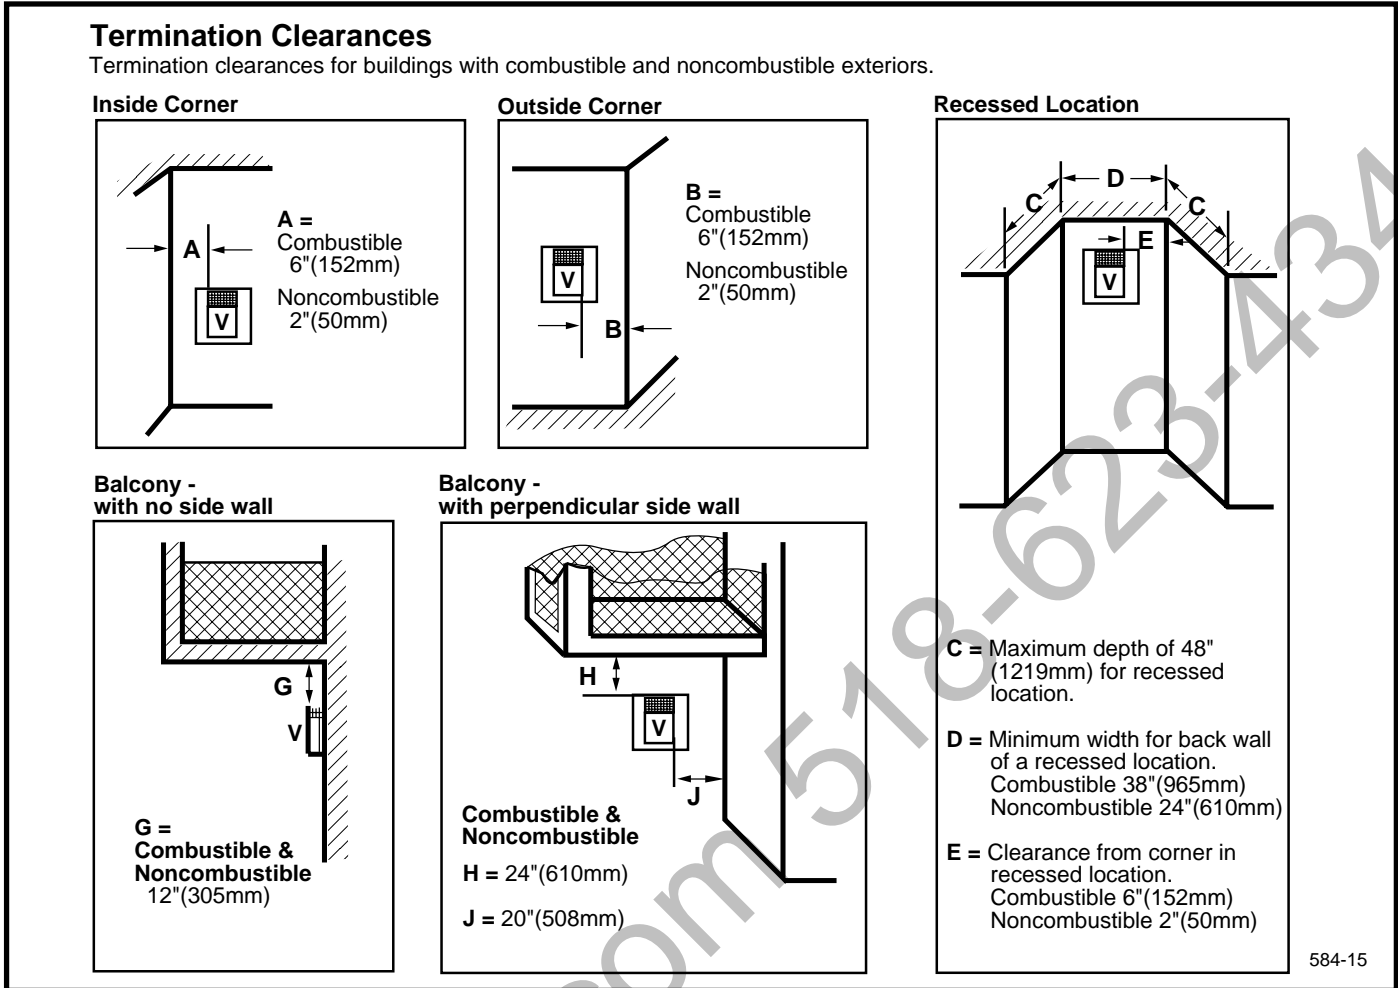 Termination Clearances
Termination clearances for buildings with combustible and noncombustible exteriors.
Inside Corner
A
V
A =
Combustible
6"(152mm)
Noncombustible
2"(50mm)
Outside Corner
V
B
B =
Combustible
6"(152mm)
Noncombustible
2"(50mm)
Recessed Location
C
D
C
E
V
C = Maximum depth of 48"
(1219mm) for recessed
location.
D = Minimum width for back wall
of a recessed location.
Combustible 38"(965mm)
Noncombustible 24"(610mm)
E = Clearance from corner in
recessed location.
Combustible 6"(152mm)
Noncombustible 2"(50mm)
Balcony -
with no side wall
G
V
G =
Combustible &
Noncombustible
12"(305mm)
Balcony -
with perpendicular side wall
H
V
J
Combustible &
Noncombustible
H = 24"(610mm)
J = 20"(508mm)
584-15
om 518-623-434